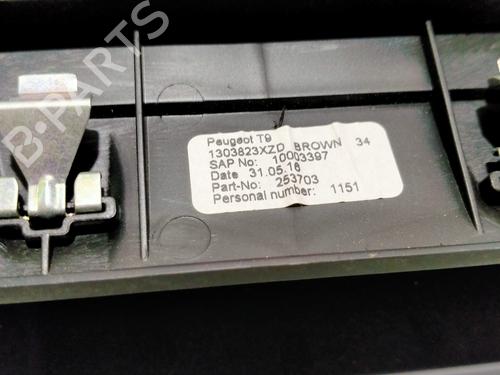 B-PARTS
Peugeot T9
1303823XZD BROWN 34
SAP No: 10003397
Date 31.05.16
Part-No: 253703
Personal number: 1151